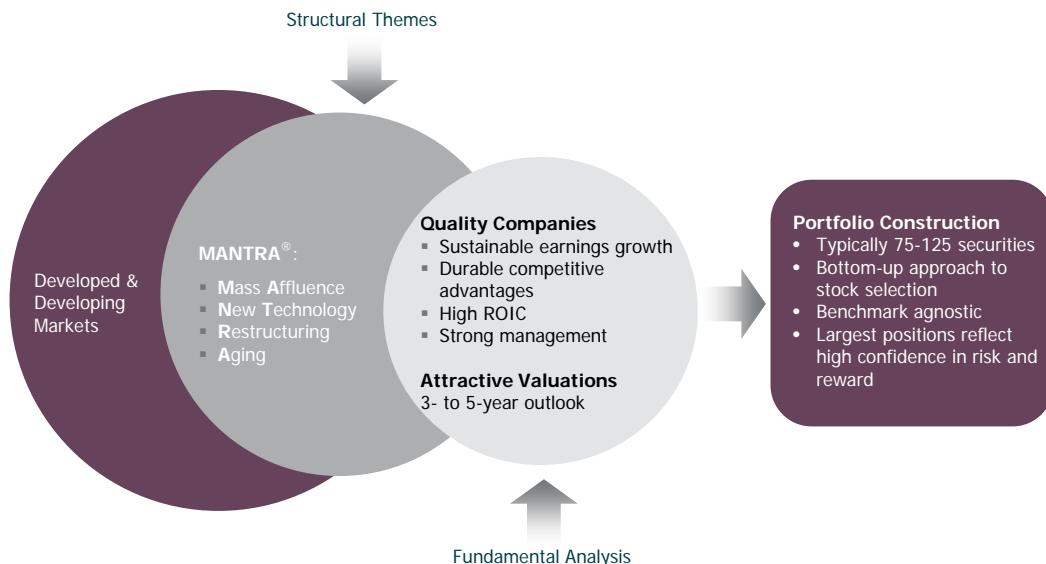 Structural Themes
Developed &
Developing
Markets
MANTRA®:
▪ Mass Affluence
▪ New Technology
▪ Restructuring
▪ Aging
Quality Companies
▪ Sustainable earnings growth
▪ Durable competitive
advantages
▪ High ROIC
▪ Strong management
Attractive Valuations
3- to 5-year outlook
Portfolio Construction
• Typically 75-125 securities
• Bottom-up approach to
stock selection
• Benchmark agnostic
• Largest positions reflect
high confidence in risk and
reward
Fundamental Analysis